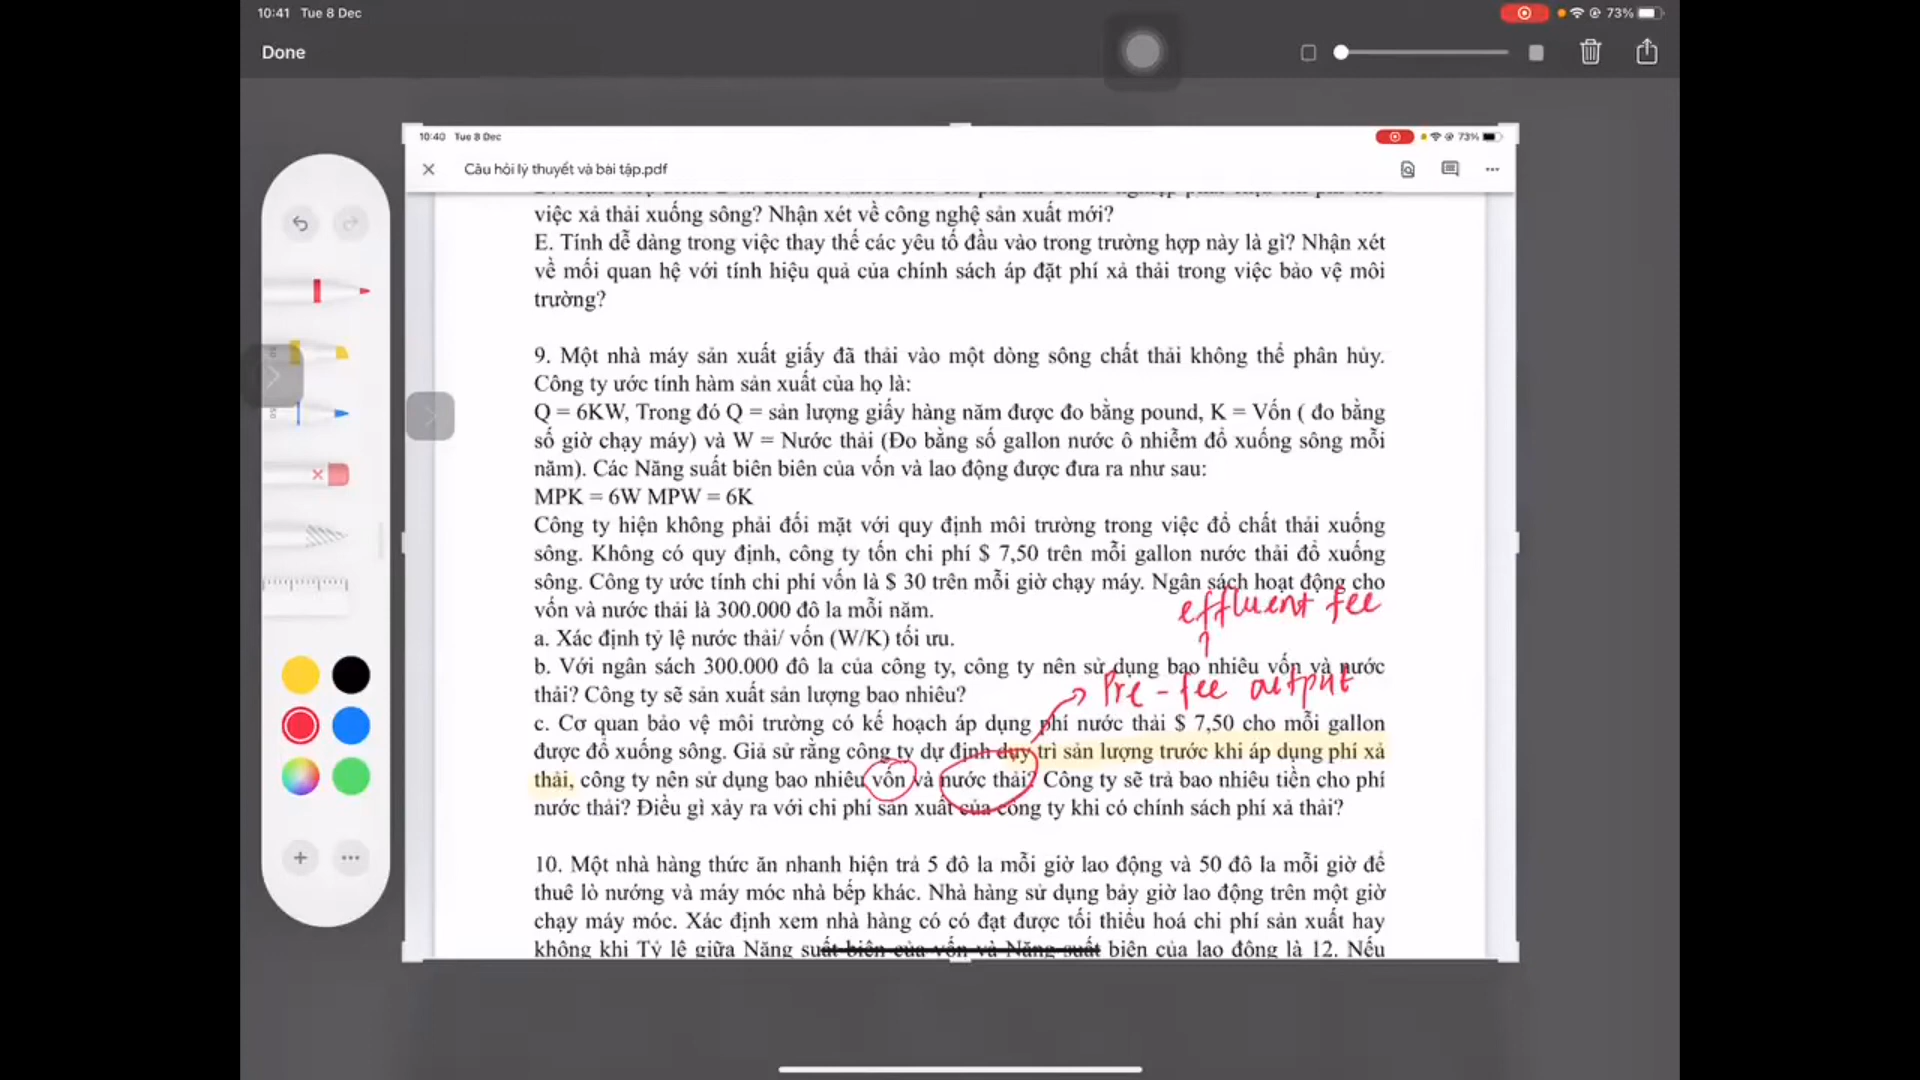 10:41 Tue 8 Dec
73%
Done
10:40 Tue 8 Dec
73%
Câu hỏi lý thuyết và bài tập.pdf
việc xả thải xuống sông? Nhận xét về công nghệ sản xuất mới?
E. Tính dễ dàng trong việc thay thế các yêu tố đầu vào trong trường hợp này là gì? Nhận xét
về mối quan hệ với tính hiệu quả của chính sách áp đặt phí xả thải trong việc bảo vệ môi
trường?
9. Một nhà máy sản xuất giấy đã thải vào một dòng sông chất thải không thể phân hủy.
Công ty ước tính hàm sản xuất của họ là:
Q = 6KW, Trong đó Q = sản lượng giấy hàng năm được đo bằng pound, K = Vốn ( đo bằng
số giờ chạy máy) và W = Nước thải (Đo bằng số gallon nước ô nhiễm đổ xuống sông mỗi
năm). Các Năng suất biên biên của vốn và lao động được đưa ra như sau:
MPK = 6W MPW = 6K
Công ty hiện không phải đối mặt với quy định môi trường trong việc đổ chất thải xuống
sông. Không có quy định, công ty tốn chi phí $ 7,50 trên mỗi gallon nước thải đổ xuống
sông. Công ty ước tính chi phí vốn là $ 30 trên mỗi giờ chạy máy. Ngân sách hoạt động cho
vốn và nước thải là 300.000 đô la mỗi năm.
effluent fee
a. Xác định tỷ lệ nước thải/ vốn (W/K) tối ưu.
b. Với ngân sách 300.000 đô la của công ty, công ty nên sử dụng bao nhiêu vốn và nước
thải? Công ty sẽ sản xuất sản lượng bao nhiêu?
Pre - fee output
c. Cơ quan bảo vệ môi trường có kế hoạch áp dụng phí nước thải $ 7,50 cho mỗi gallon
được đổ xuống sông. Giả sử rằng công ty dự định duy trì sản lượng trước khi áp dụng phí xả
thải, công ty nên sử dụng bao nhiêu vốn và nước thải? Công ty sẽ trả bao nhiêu tiền cho phí
nước thải? Điều gì xảy ra với chi phí sản xuất của công ty khi có chính sách phí xả thải?
10. Một nhà hàng thức ăn nhanh hiện trả 5 đô la mỗi giờ lao động và 50 đô la mỗi giờ để
thuê lò nướng và máy móc nhà bếp khác. Nhà hàng sử dụng bảy giờ lao động trên một giờ
chạy máy móc. Xác định xem nhà hàng có có đạt được tối thiểu hoá chi phí sản xuất hay
không khi Tỷ lệ giữa Năng suất biên của vốn và Năng suất biên của lao động là 12. Nếu